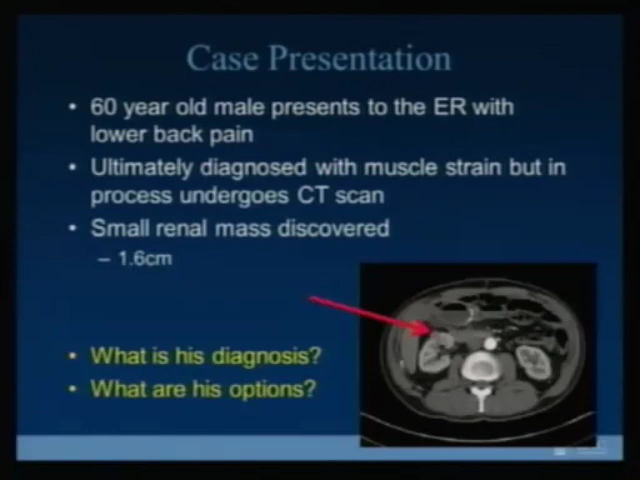 Case Presentation
• 60 year old male presents to the ER with
lower back pain
• Ultimately diagnosed with muscle strain but in
process undergoes CT scan
• Small renal mass discovered
– 1.6cm
• What is his diagnosis?
• What are his options?